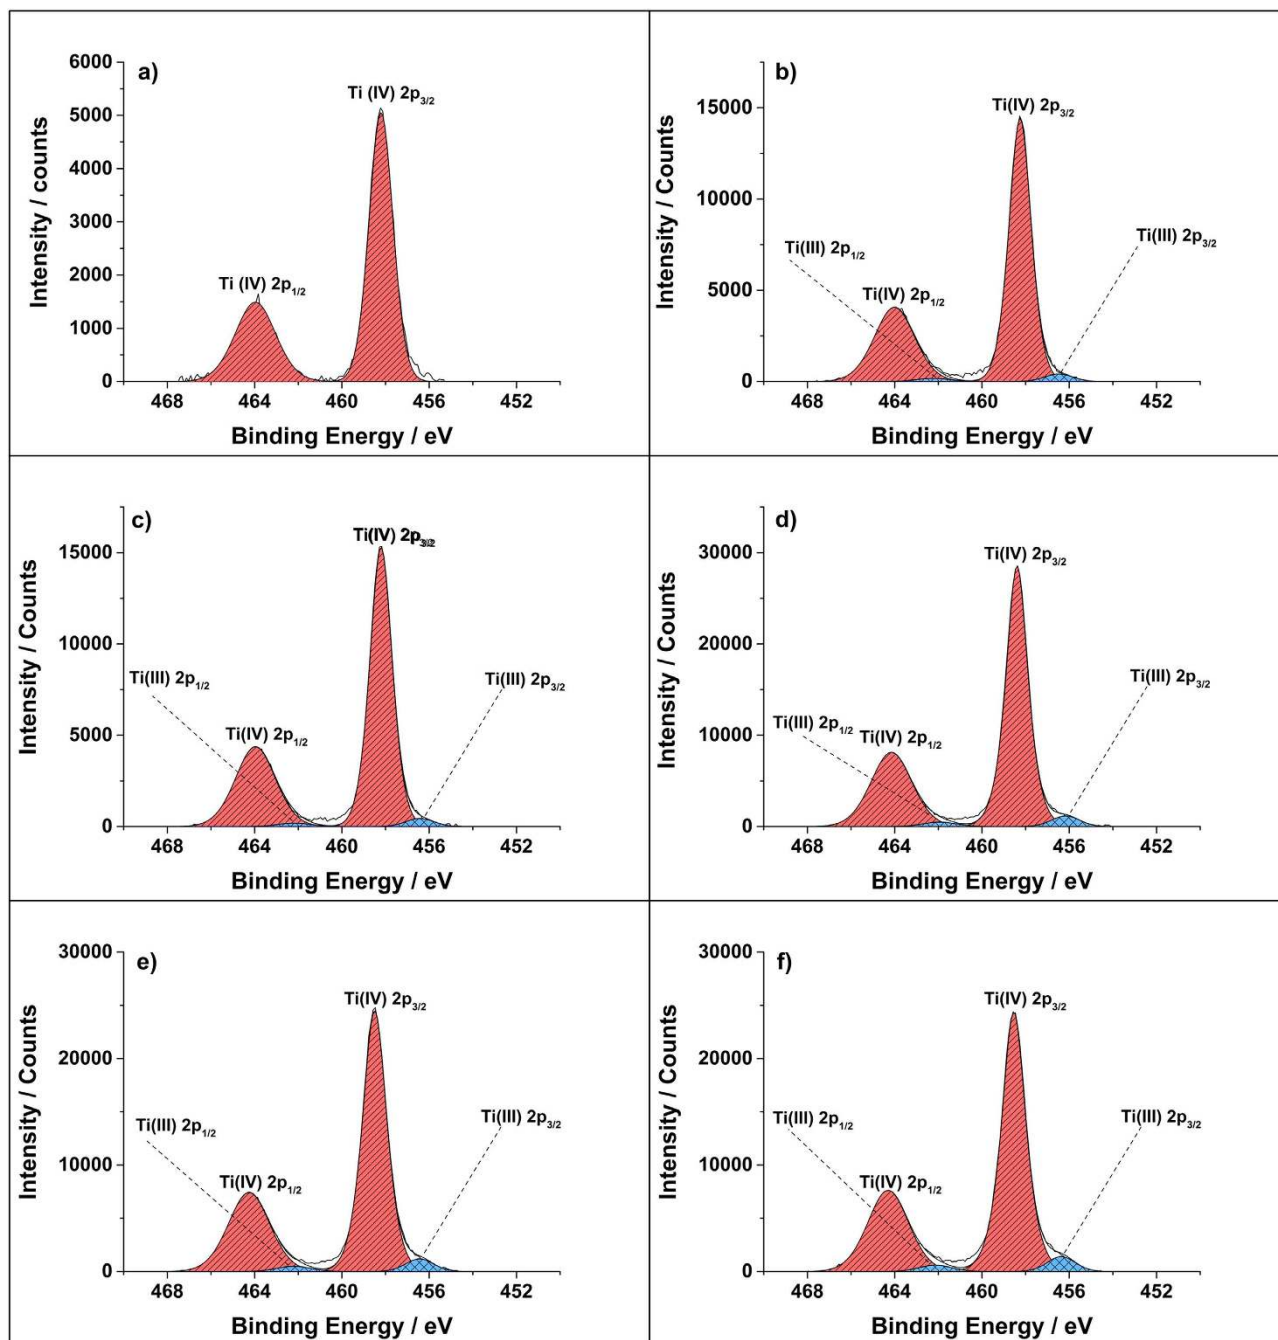 a)
Intensity / counts
6000
5000
4000
3000
2000
1000
0
Ti (IV) 2p3/2
Ti (IV) 2p1/2
468 464 460 456 452
Binding Energy / eV
b)
Intensity / Counts
15000
10000
5000
0
Ti(IV) 2p3/2
Ti(III) 2p3/2
Ti(III) 2p1/2
Ti(IV) 2p1/2
468 464 460 456 452
Binding Energy / eV
c)
Intensity / Counts
15000
10000
5000
0
Ti(IV) 2p3/2
Ti(III) 2p1/2
Ti(III) 2p3/2
Ti(IV) 2p1/2
468 464 460 456 452
Binding Energy / eV
d)
Intensity / Counts
30000
20000
10000
0
Ti(IV) 2p3/2
Ti(III) 2p3/2
Ti(III) 2p1/2
Ti(IV) 2p1/2
468 464 460 456 452
Binding Energy / eV
e)
Intensity / Counts
30000
20000
10000
0
Ti(IV) 2p3/2
Ti(III) 2p1/2
Ti(III) 2p3/2
Ti(IV) 2p1/2
468 464 460 456 452
Binding Energy / eV
f)
Intensity / Counts
30000
20000
10000
0
Ti(IV) 2p3/2
Ti(III) 2p1/2
Ti(III) 2p3/2
Ti(IV) 2p1/2
468 464 460 456 452
Binding Energy / eV